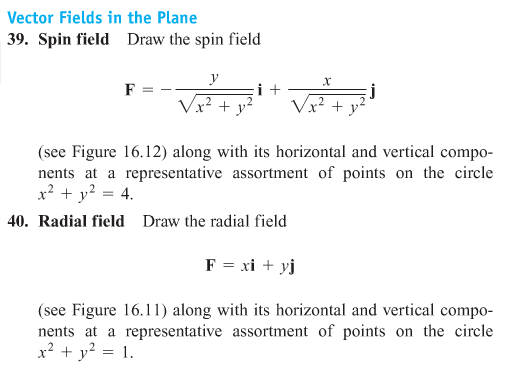 Vector Fields in the Plane
39. Spin field Draw the spin field
F = − y/√(x² + y²) i + x/√(x² + y²) j
(see Figure 16.12) along with its horizontal and vertical compo-
nents at a representative assortment of points on the circle
x² + y² = 4.
40. Radial field Draw the radial field
F = xi + yj
(see Figure 16.11) along with its horizontal and vertical compo-
nents at a representative assortment of points on the circle
x² + y² = 1.